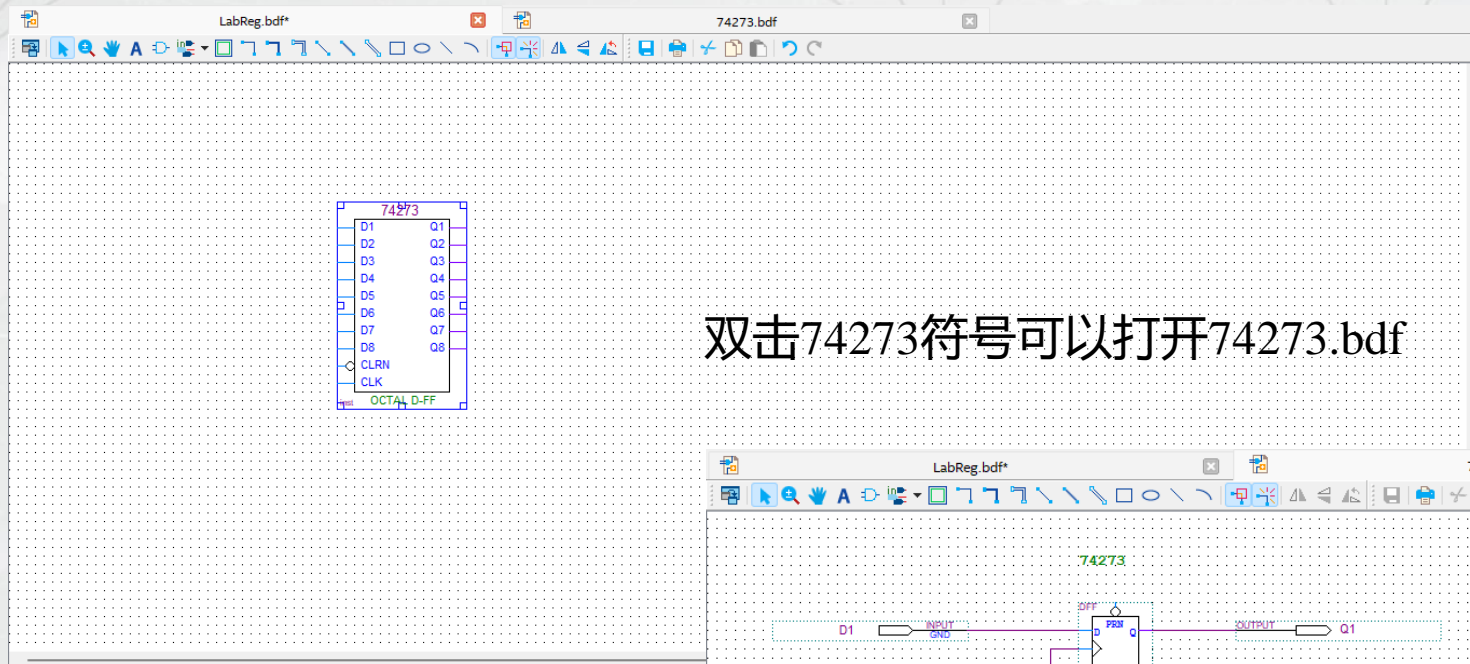 LabReg.bdf* 74273.bdf
74273
D1 Q1
D2 Q2
D3 Q3
D4 Q4
D5 Q5
D6 Q6
D7 Q7
D8 Q8
CLRN
CLK
inst OCTAL D-FF
双击74273符号可以打开74273.bdf
LabReg.bdf*
74273
DFF
D1 INPUT GND D PRN Q OUTPUT Q1